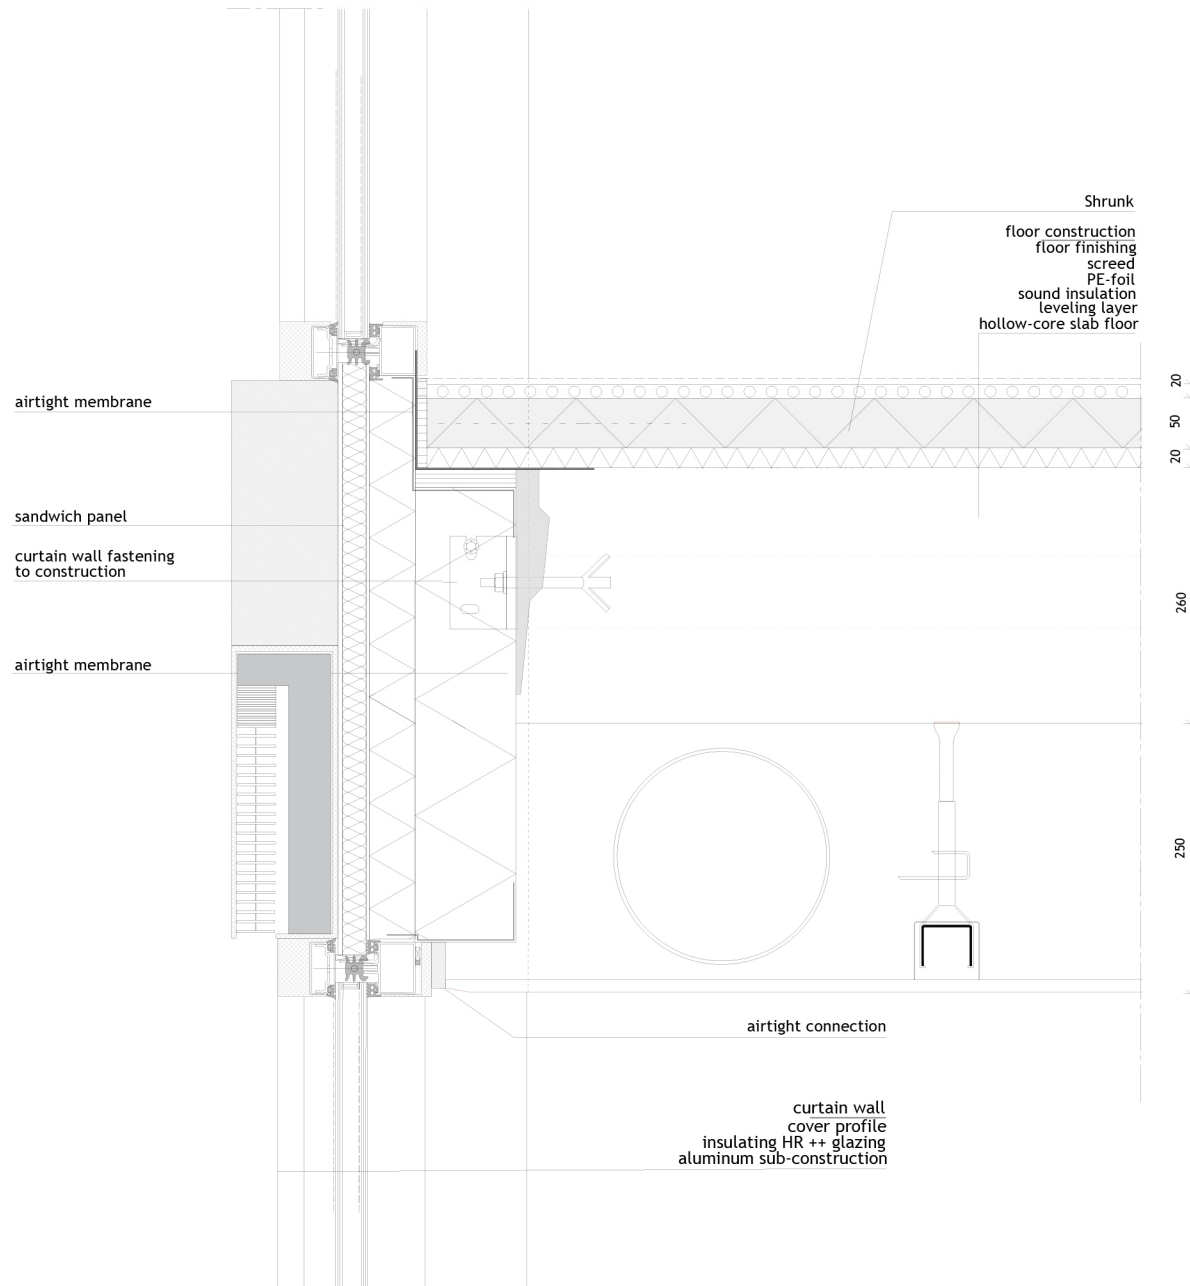 Shrunk
floor construction
floor finishing
screed
PE-foil
sound insulation
leveling layer
hollow-core slab floor
20
airtight membrane
50
20
sandwich panel
curtain wall fastening
to construction
260
airtight membrane
250
airtight connection
curtain wall
cover profile
insulating HR ++ glazing
aluminum sub-construction